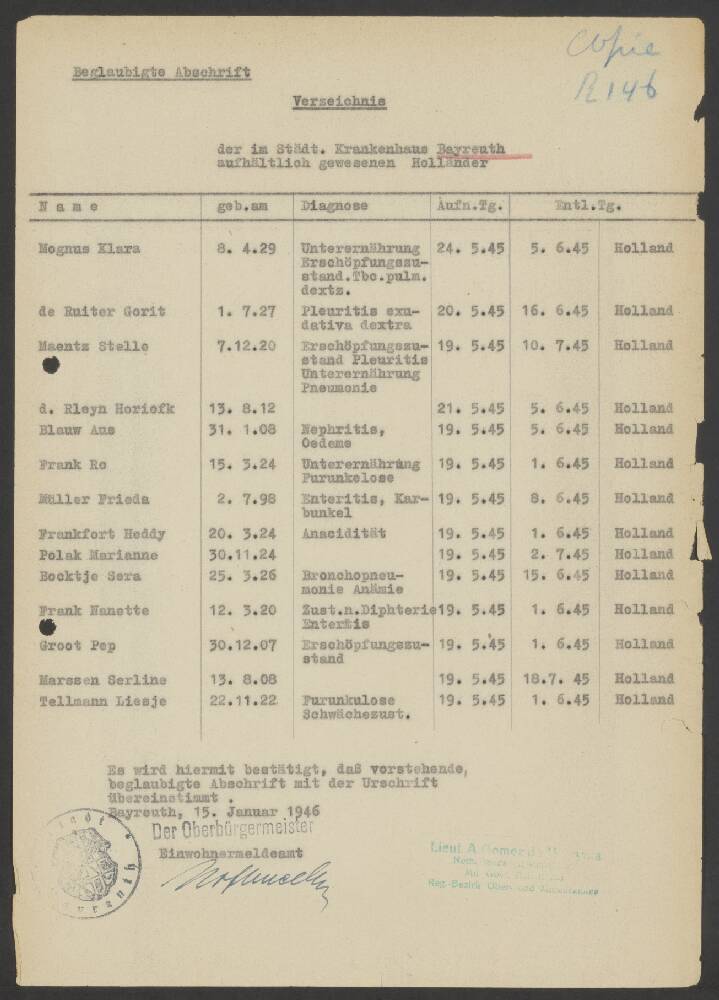 Copie
R 146
Beglaubigte Abschrift
Verzeichnis
der im Städt. Krankenhaus Bayreuth
aufhältlich gewesenen Holländer
Name geb.am Diagnose Aufn.Tg. Entl.Tg.
Mognus Klara 8. 4.29 Unterernährung 24. 5.45 5. 6.45 Holland
Erschöpfungszu-
stand.Tbc.pulm.
dextz.
de Ruiter Gorit 1. 7.27 Pleuritis exu- 20. 5.45 16. 6.45 Holland
dativa dextra
Maentz Stelle 7.12.20 Erschöpfungszu- 19. 5.45 10. 7.45 Holland
stand Pleuritis
Unterernährung
Pneumonie
d. Rleyn Horiefk 13. 8.12 21. 5.45 5. 6.45 Holland
Blauw Aus 31. 1.08 Nephritis, 19. 5.45 5. 6.45 Holland
Oedeme
Frank Ro 15. 3.24 Unterernährung 19. 5.45 1. 6.45 Holland
Furunkelose
Müller Frieda 2. 7.98 Enteritis, Kar- 19. 5.45 8. 6.45 Holland
bunkel
Frankfort Heddy 20. 3.24 Anacidität 19. 5.45 1. 6.45 Holland
Polak Marianne 30.11.24 19. 5.45 2. 7.45 Holland
Bocktje Sera 25. 3.26 Bronchopneu- 19. 5.45 15. 6.45 Holland
monie Anämie
Frank Nanette 12. 3.20 Zust.n.Diphterie 19. 5.45 1. 6.45 Holland
Enteritis
Groot Pep 30.12.07 Erschöpfungszu- 19. 5.45 1. 6.45 Holland
stand
Marssen Serline 13. 8.08 19. 5.45 18.7. 45 Holland
Tellmann Liesje 22.11.22 Furunkulose 19. 5.45 1. 6.45 Holland
Schwächezust.
Es wird hiermit bestätigt, daß vorstehende,
beglaubigte Abschrift mit der Urschrift
übereinstimmt .
Bayreuth, 15. Januar 1946
Der Oberbürgermeister
Einwohnermeldeamt
Stadt
Bayreuth
Lieut A
Reg-Bezirk Ober- und